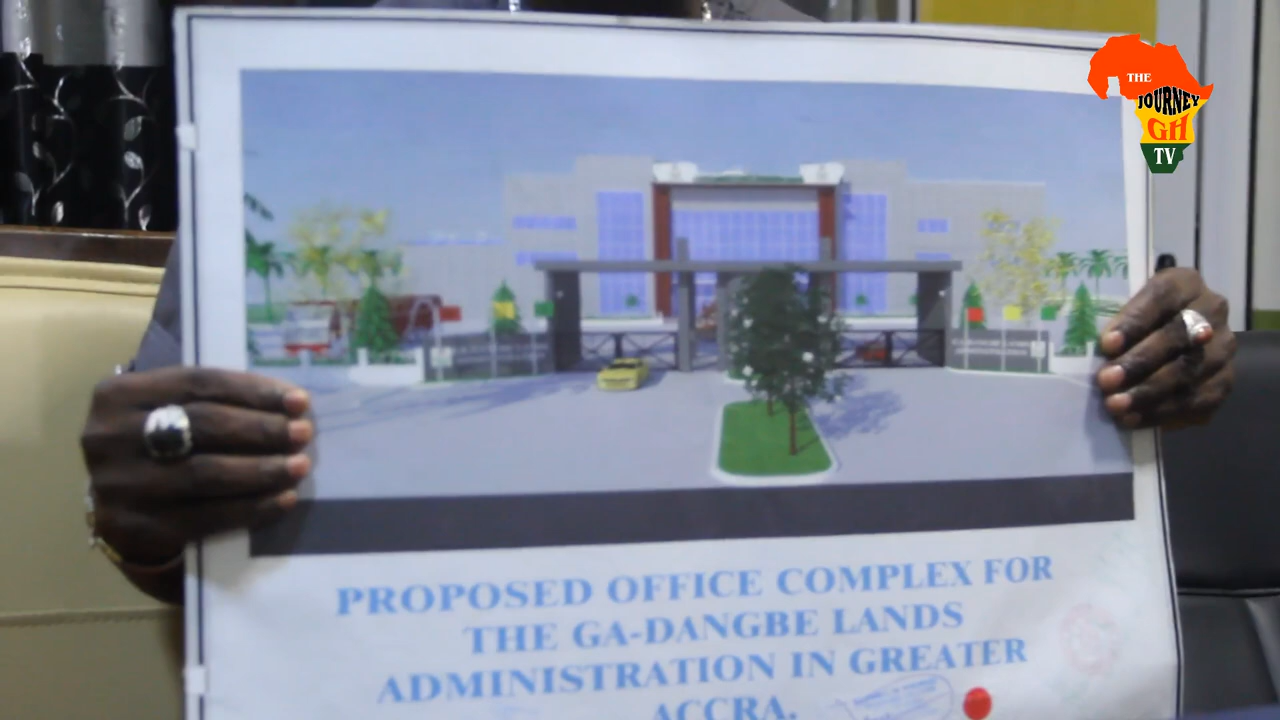 THE
JOURNEY
GH
TV
PROPOSED OFFICE COMPLEX FOR
THE GA-DANGBE LANDS
ADMINISTRATION IN GREATER
ACCRA.